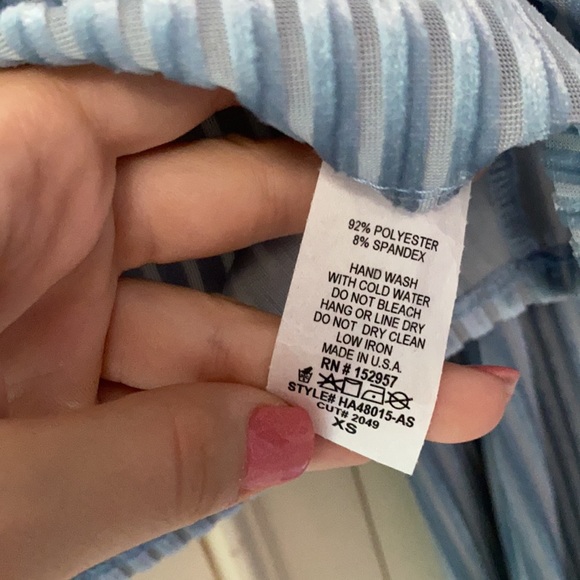 92% POLYESTER
8% SPANDEX
HAND WASH
WITH COLD WATER
DO NOT BLEACH
HANG OR LINE DRY
DO NOT DRY CLEAN
LOW IRON
MADE IN U.S.A.
RN # 152957
STYLE# HA48015-AS
CUT# 2049
XS